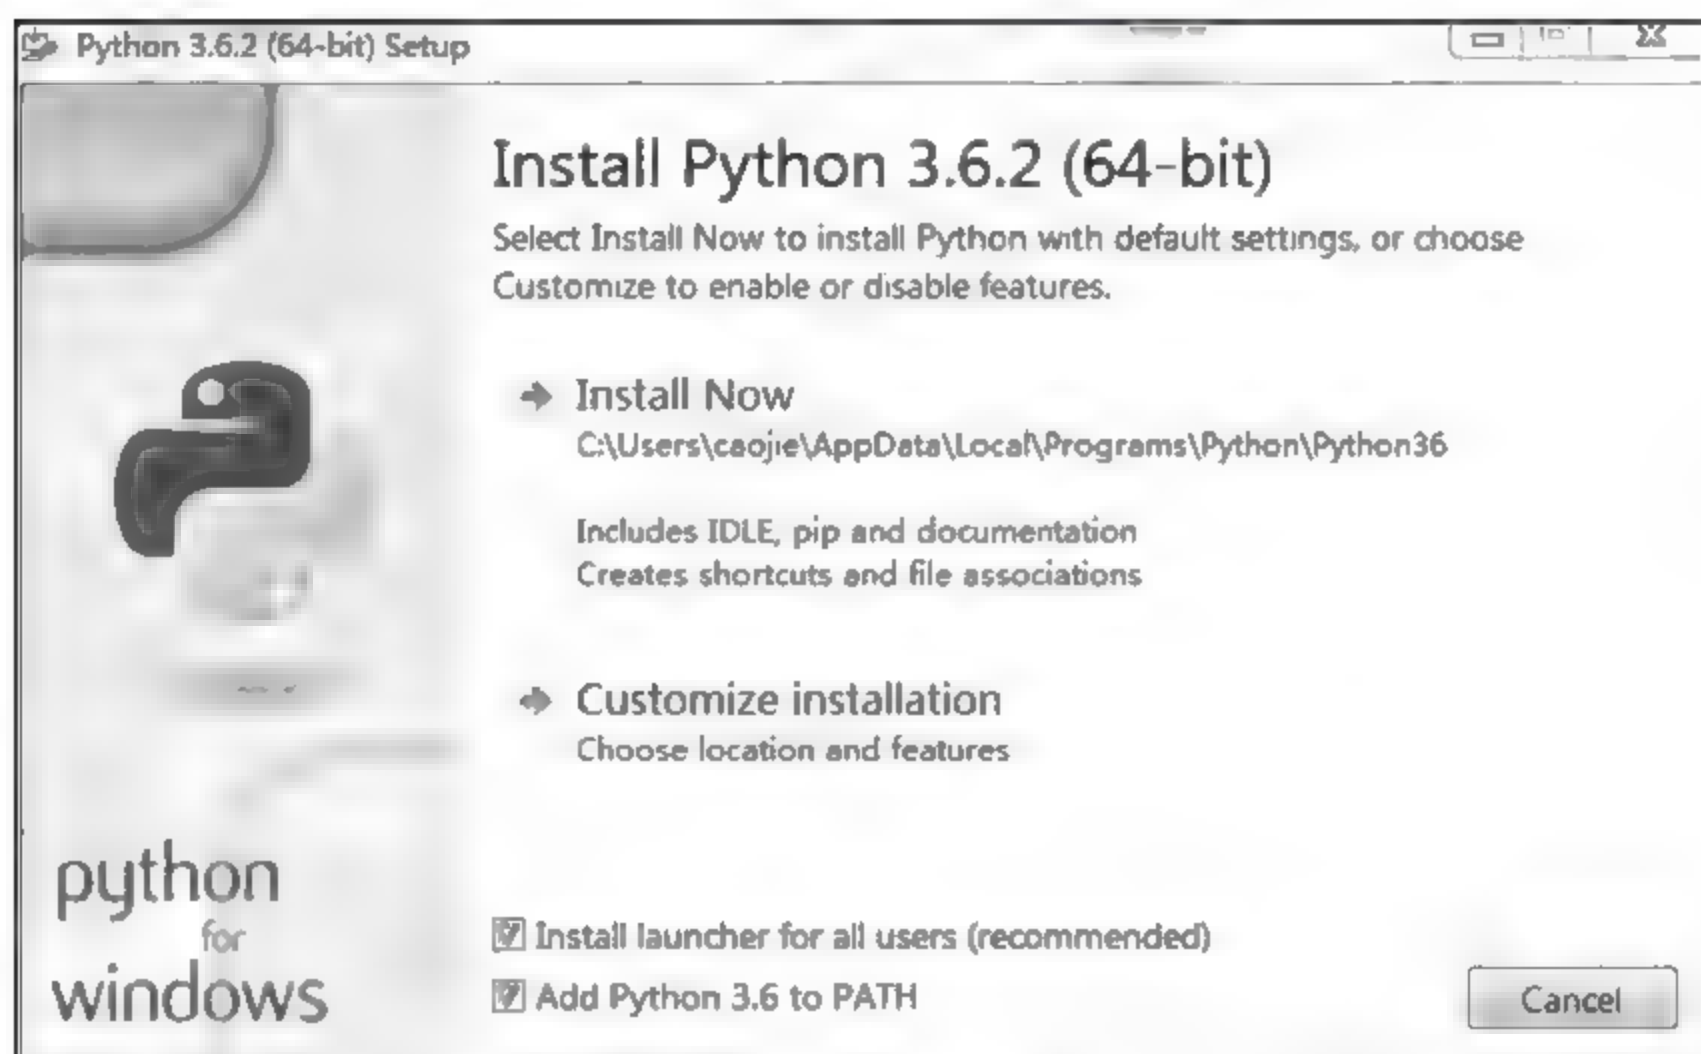 Python 3.6.2 (64-bit) Setup
Install Python 3.6.2 (64-bit)
Select Install Now to install Python with default settings, or choose
Customize to enable or disable features.
Install Now
C:\Users\caojie\AppData\Local\Programs\Python\Python36
Includes IDLE, pip and documentation
Creates shortcuts and file associations
Customize installation
Choose location and features
python
for
windows
Install launcher for all users (recommended)
Add Python 3.6 to PATH
Cancel